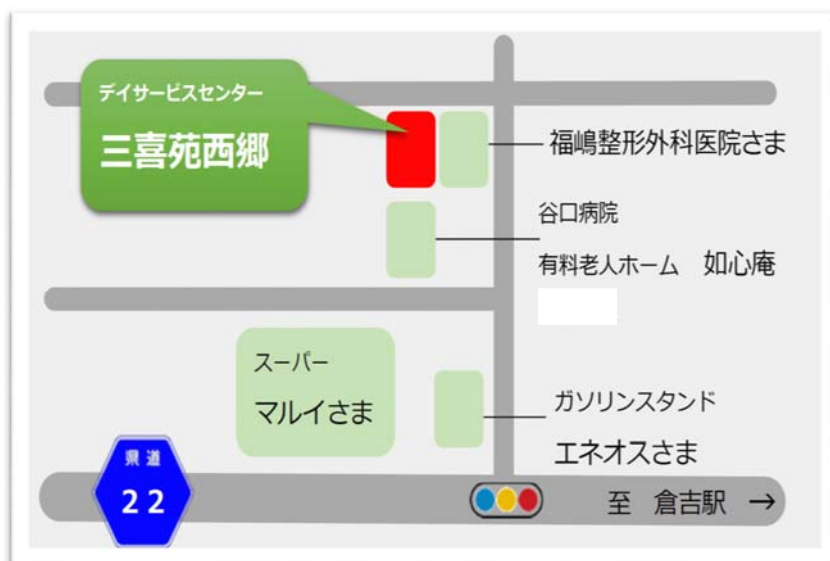 デイサービスセンター
三喜苑西郷
福嶋整形外科医院さま
谷口病院
有料老人ホーム 如心庵
スーパー
マルイさま
ガソリンスタンド
エネオスさま
県道
22
至 倉吉駅 →